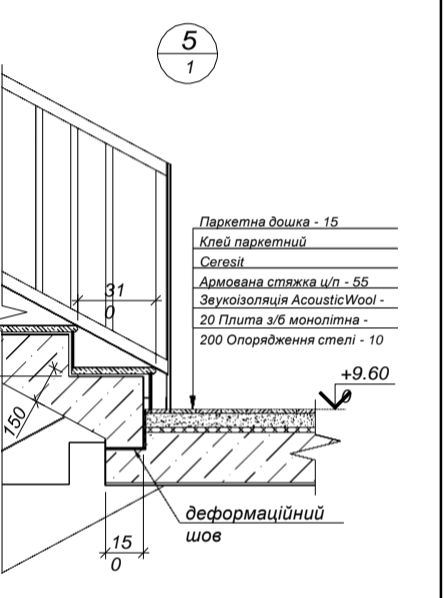 5
1
31
0
Паркетна дошка - 15
Клей паркетний
Ceresit
Армована стяжка ц/п - 55
Звукоізоляція AcousticWool -
20 Плита з/б монолітна -
200 Опорядження стелі - 10
+9.60
0
150
деформаційний
шов
15
0